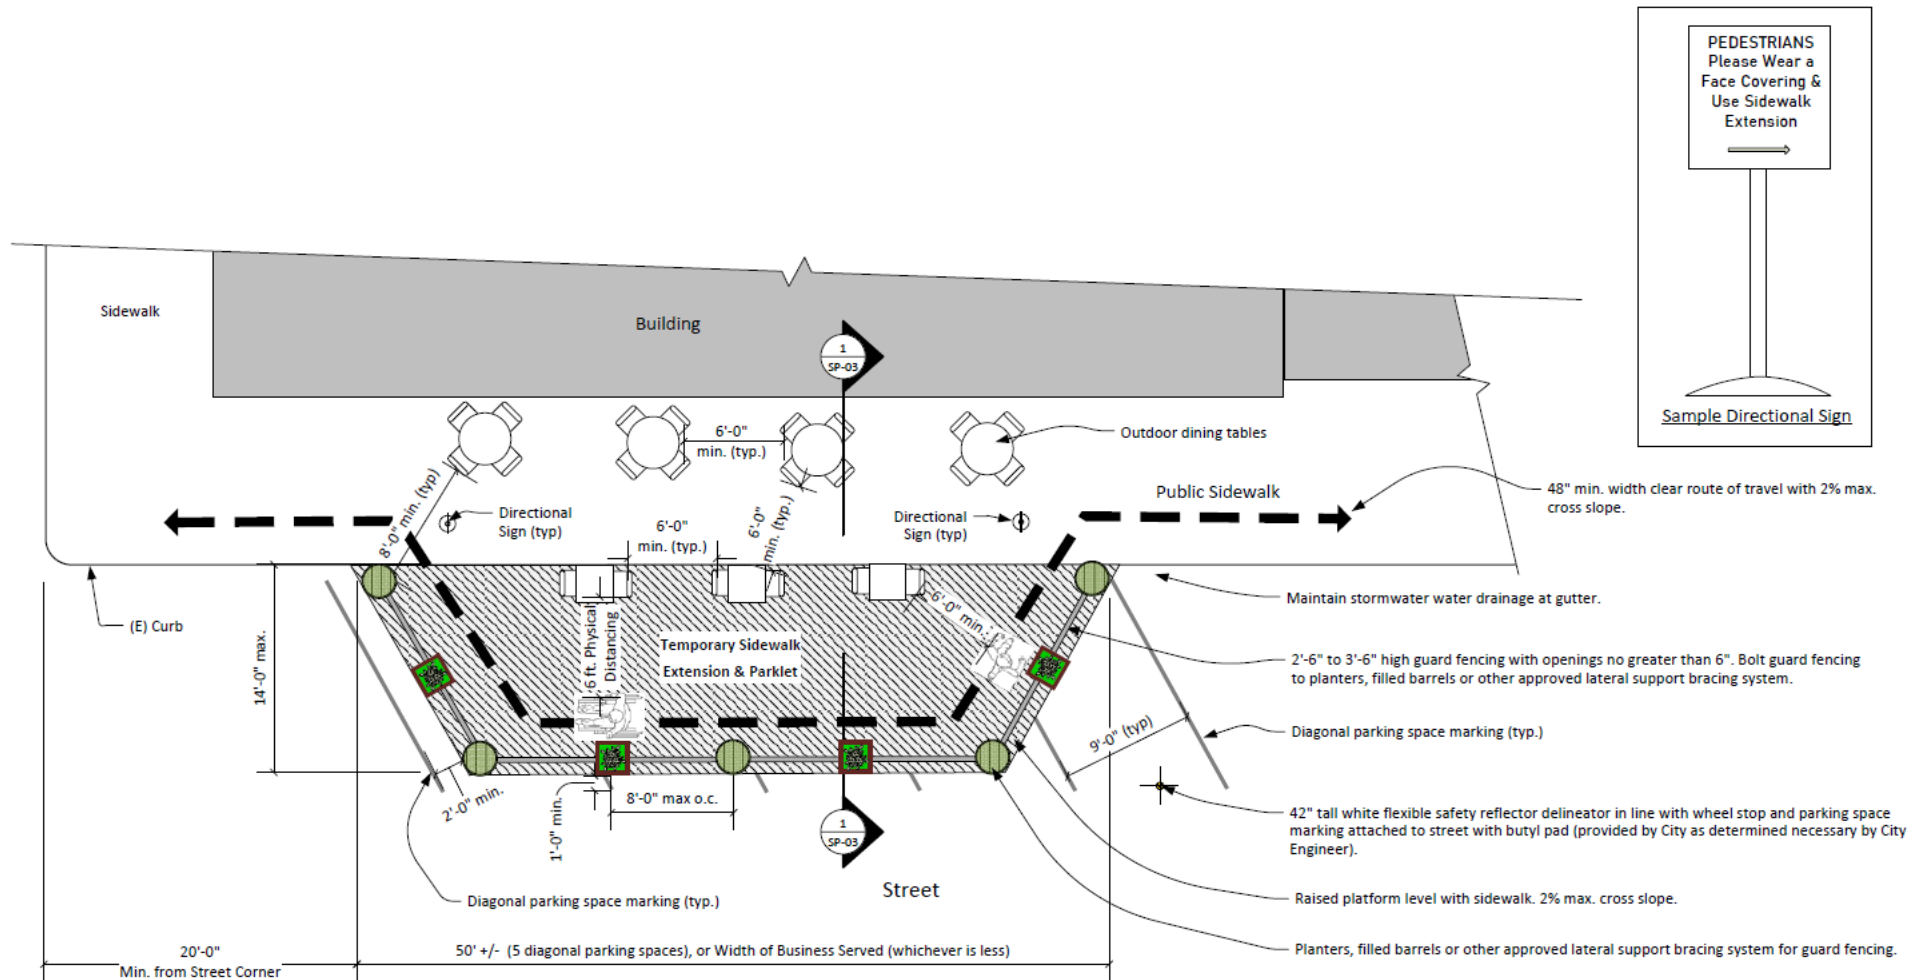 PEDESTRIANS
Please Wear a
Face Covering &
Use Sidewalk
Extension
Sample Directional Sign
Sidewalk
Building
1
SP-03
6'-0"
min. (typ.)
Outdoor dining tables
8'-0" min. (typ)
Directional
Sign (typ)
6'-0"
min. (typ.)
6'-0"
min. (typ.)
Directional
Sign (typ)
Public Sidewalk
48" min. width clear route of travel with 2% max.
cross slope.
(E) Curb
14'-0" max.
6 ft. Physical
Distancing
Temporary Sidewalk
Extension & Parklet
6'-0"
min.
Maintain stormwater water drainage at gutter.
2'-6" to 3'-6" high guard fencing with openings no greater than 6". Bolt guard fencing
to planters, filled barrels or other approved lateral support bracing system.
9'-0" (typ)
Diagonal parking space marking (typ.)
2'-0" min.
1'-0" min.
8'-0" max o.c.
1
SP-03
42" tall white flexible safety reflector delineator in line with wheel stop and parking space
marking attached to street with butyl pad (provided by City as determined necessary by City
Engineer).
Street
Diagonal parking space marking (typ.)
Raised platform level with sidewalk. 2% max. cross slope.
20'-0"
Min. from Street Corner
50' +/-  (5 diagonal parking spaces), or Width of Business Served (whichever is less)
Planters, filled barrels or other approved lateral support bracing system for guard fencing.